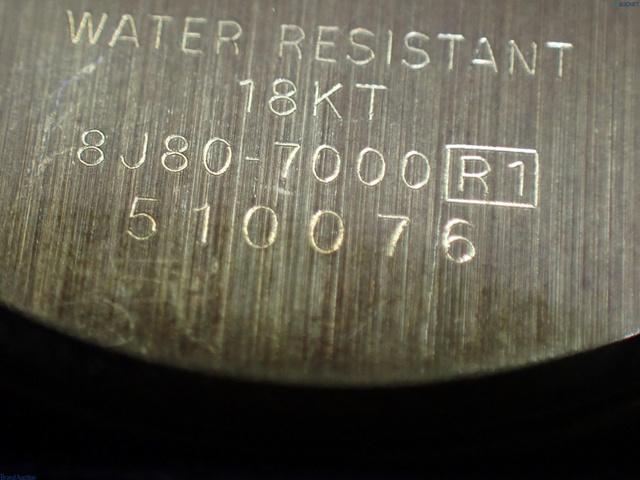 WATER RESISTANT
18KT
8J80-7000 R1
510076